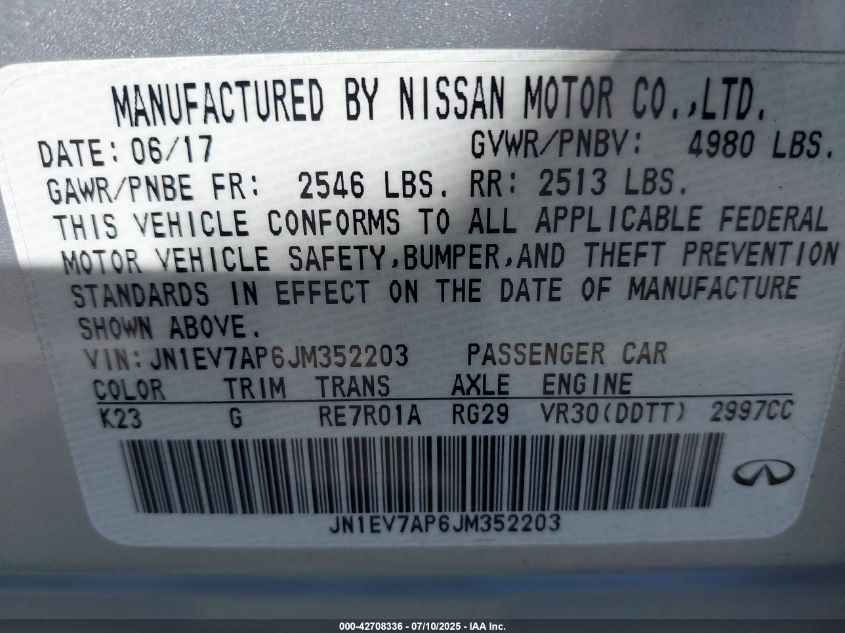 MANUFACTURED BY NISSAN MOTOR CO.,LTD.
DATE: 06/17 GVWR/PNBV: 4980 LBS.
GAWR/PNBE FR: 2546 LBS. RR: 2513 LBS.
THIS VEHICLE CONFORMS TO ALL APPLICABLE FEDERAL
MOTOR VEHICLE SAFETY,BUMPER,AND THEFT PREVENTION
STANDARDS IN EFFECT ON THE DATE OF MANUFACTURE
SHOWN ABOVE.
VIN: JN1EV7AP6JM352203 PASSENGER CAR
COLOR TRIM TRANS AXLE ENGINE
K23 G RE7R01A RG29 VR30(DDTT) 2997CC
JN1EV7AP6JM352203
000-42708336 - 07/10/2025 - IAA Inc.